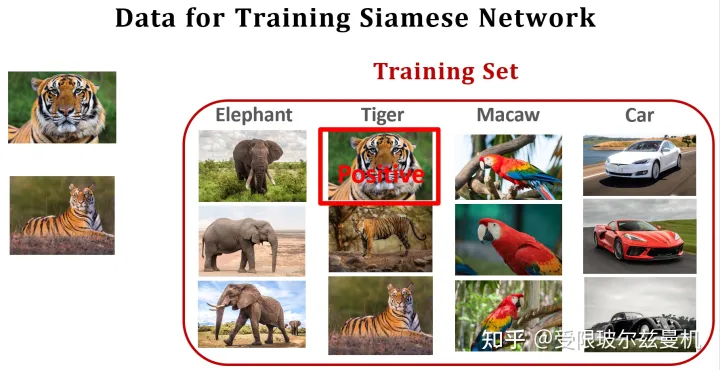 Data for Training Siamese Network
Training Set
Elephant Tiger Macaw Car
Positive
知乎 @受限玻尔兹曼机